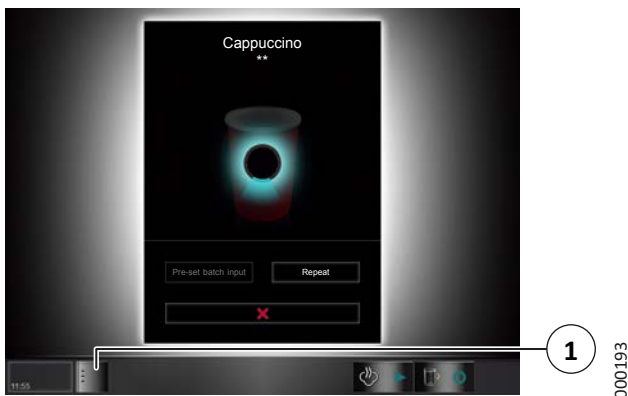 Cappuccino
**
Pre-set batch input
Repeat
11:55
1
000193